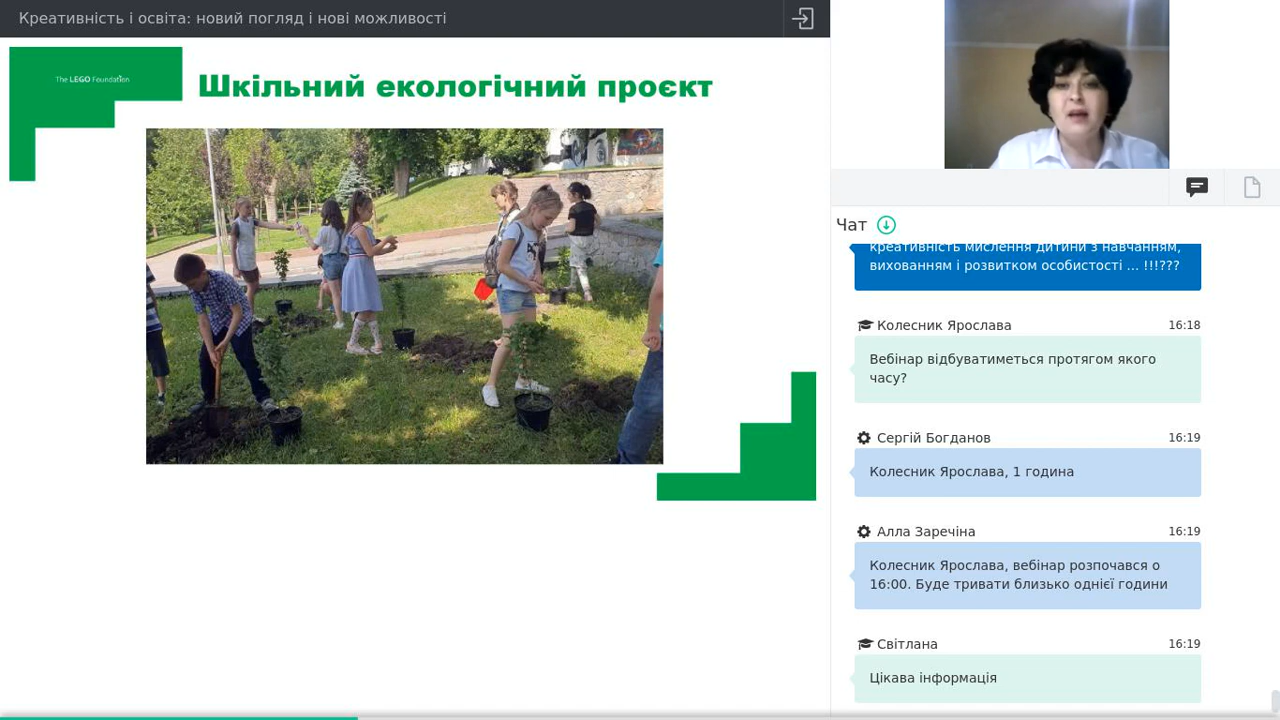 Креативність і освіта: новий погляд і нові можливості
The LEGO Foundation
Шкільний екологічний проєкт
Чат
креативність мислення дитини з навчанням,
вихованням і розвитком особистості ... !!!???
Колесник Ярослава 16:18
Вебінар відбуватиметься протягом якого
часу?
Сергій Богданов 16:19
Колесник Ярослава, 1 година
Алла Заречіна 16:19
Колесник Ярослава, вебінар розпочався о
16:00. Буде тривати близько однієї години
Світлана 16:19
Цікава інформація